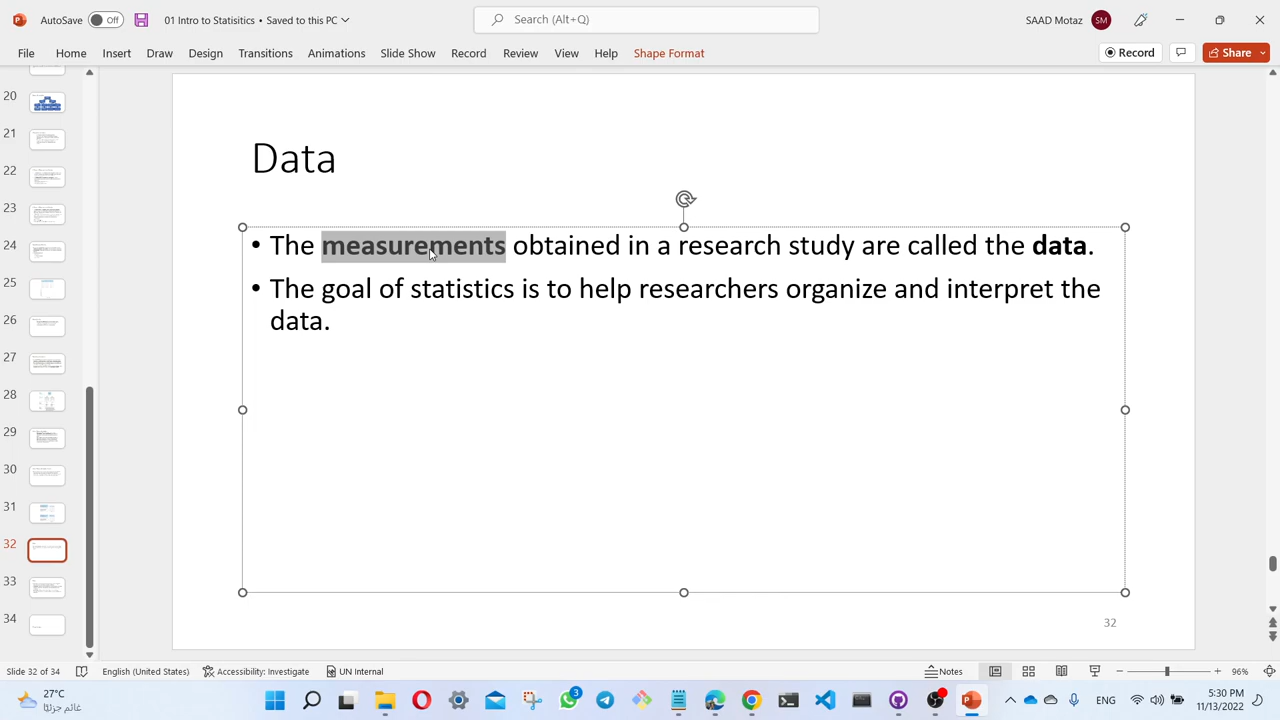 AutoSave Off 01 Intro to Statisitics • Saved to this PC Search (Alt+Q) SAAD Motaz SM
File Home Insert Draw Design Transitions Animations Slide Show Record Review View Help Shape Format Record Share
20
21
22
23
24
25
26
27
28
29
30
31
32
33
34
Data
• The measurements obtained in a research study are called the data.
• The goal of statistics is to help researchers organize and interpret the
data.
32
Slide 32 of 34 English (United States) Accessibility: Investigate UN Internal Notes 96%
27°C
غائم جزئيًا
3
ENG
5:30 PM
11/13/2022